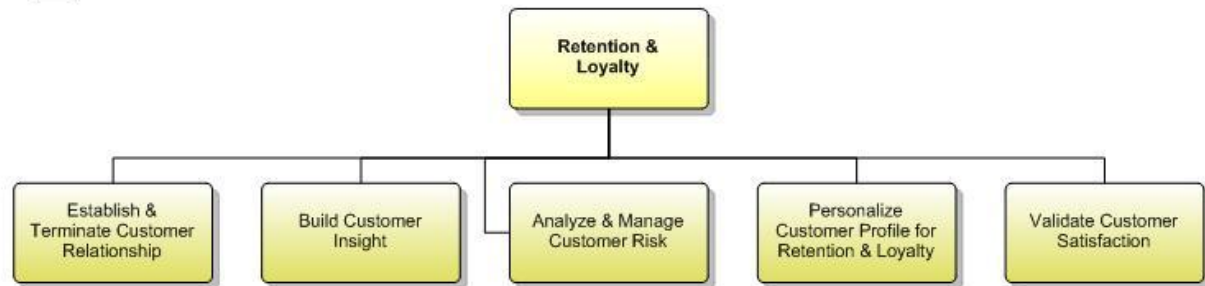 Retention &
Loyalty
Establish &
Terminate Customer
Relationship
Build Customer
Insight
Analyze & Manage
Customer Risk
Personalize
Customer Profile for
Retention & Loyalty
Validate Customer
Satisfaction